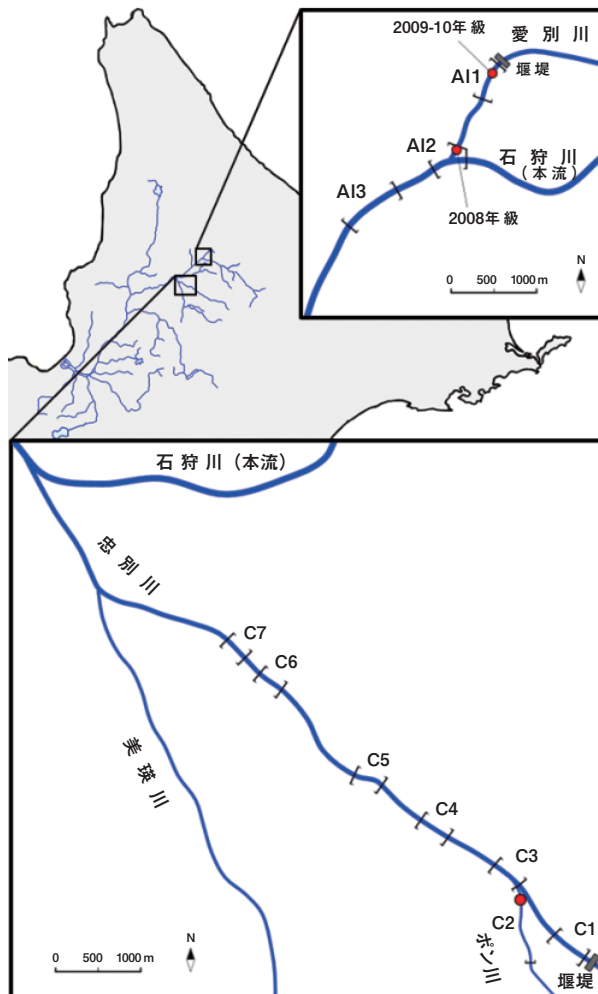 2009-10年 級
愛 別 川
堰 堤
AI1
AI2
石 狩 川
(本 流)
AI3
2008年 級
N
0 500 1000 m
石 狩 川 (本 流)
忠 別 川
C7
C6
美 瑛 川
C5
C4
C3
C2
C1
ポ ン 川
堰 堤
N
0 500 1000 m